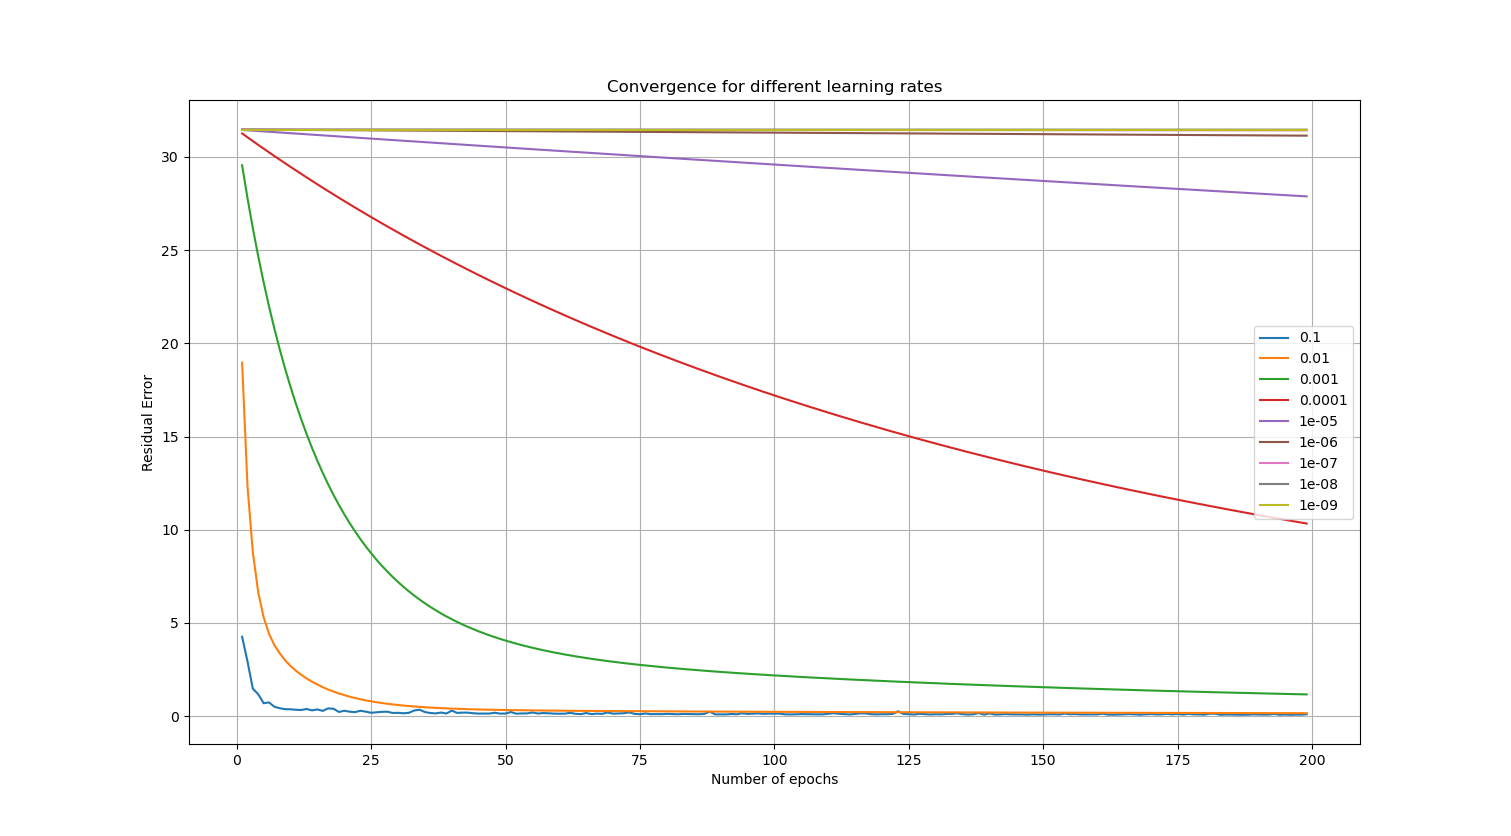 Convergence for different learning rates
Residual Error
30
25
20
15
10
5
0
0.1
0.01
0.001
0.0001
1e-05
1e-06
1e-07
1e-08
1e-09
0 25 50 75 100 125 150 175 200
Number of epochs